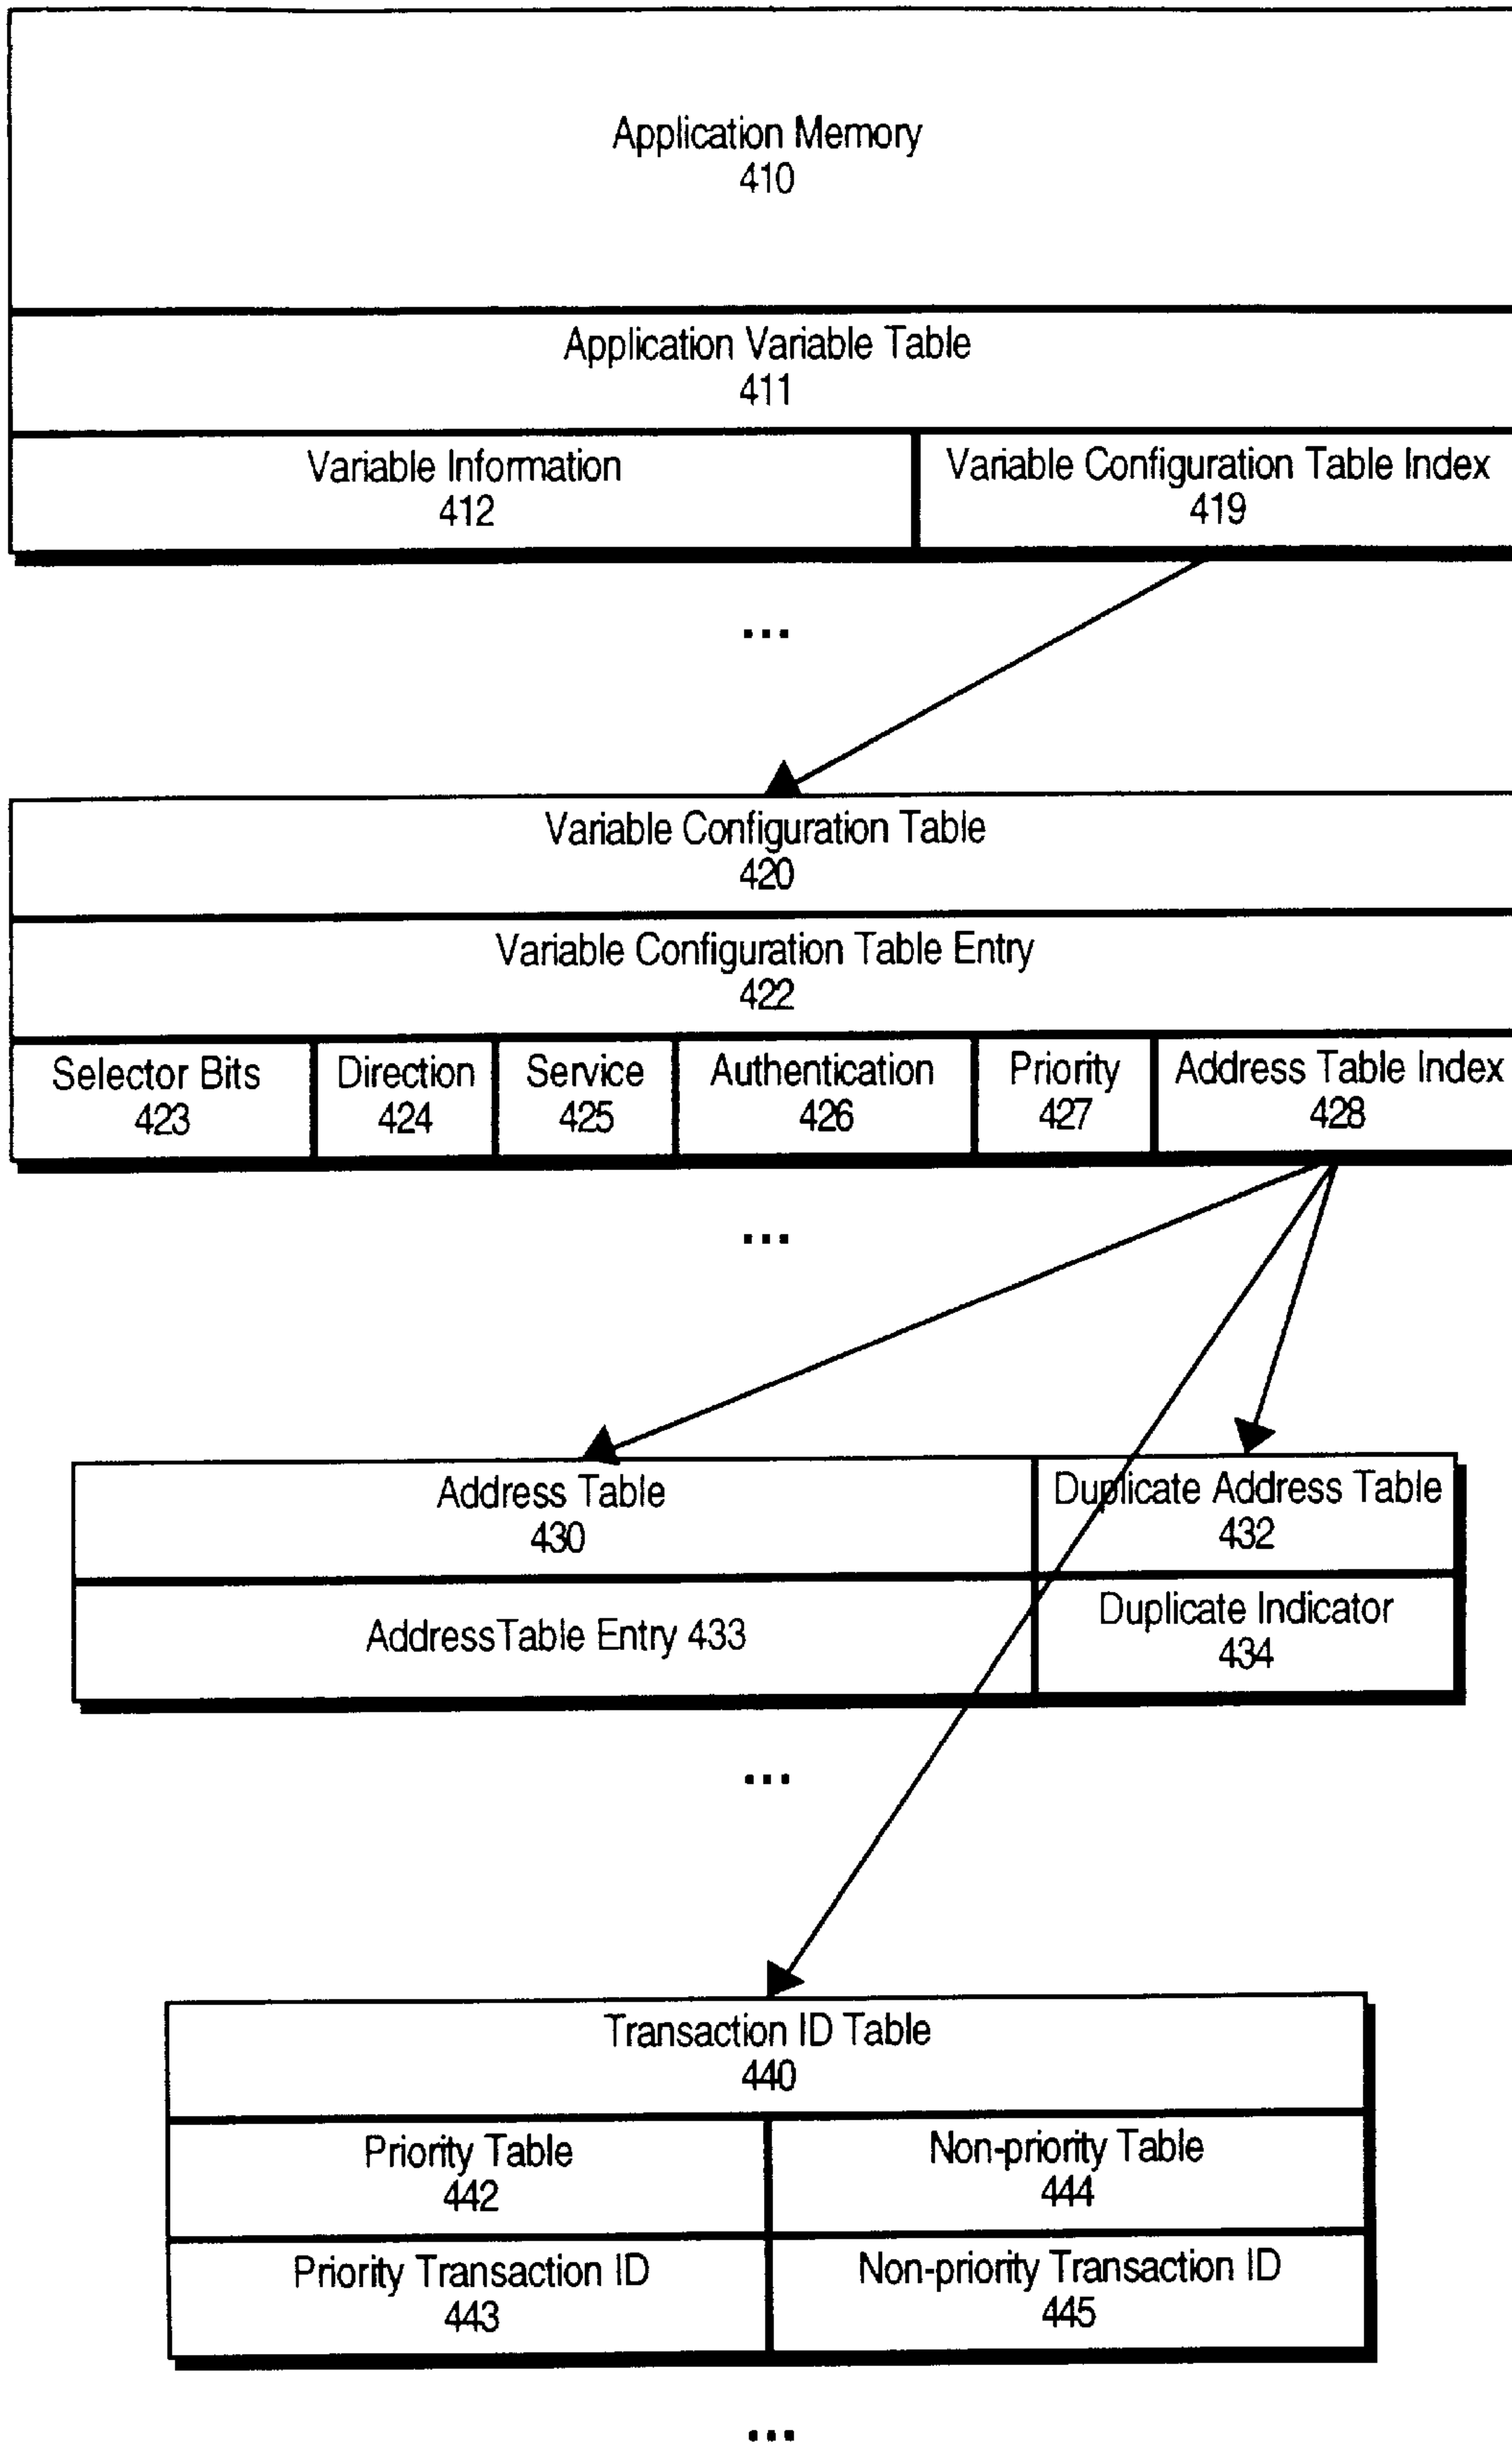 Application Memory
410
Application Variable Table
411
Variable Information
412
Variable Configuration Table Index
419
...
Variable Configuration Table
420
Variable Configuration Table Entry
422
Selector Bits
423
Direction
424
Service
425
Authentication
426
Priority
427
Address Table Index
428
...
Address Table
430
Duplicate Address Table
432
AddressTable Entry 433
Duplicate Indicator
434
...
Transaction ID Table
440
Priority Table
442
Non-priority Table
444
Priority Transaction ID
443
Non-priority Transaction ID
445
...